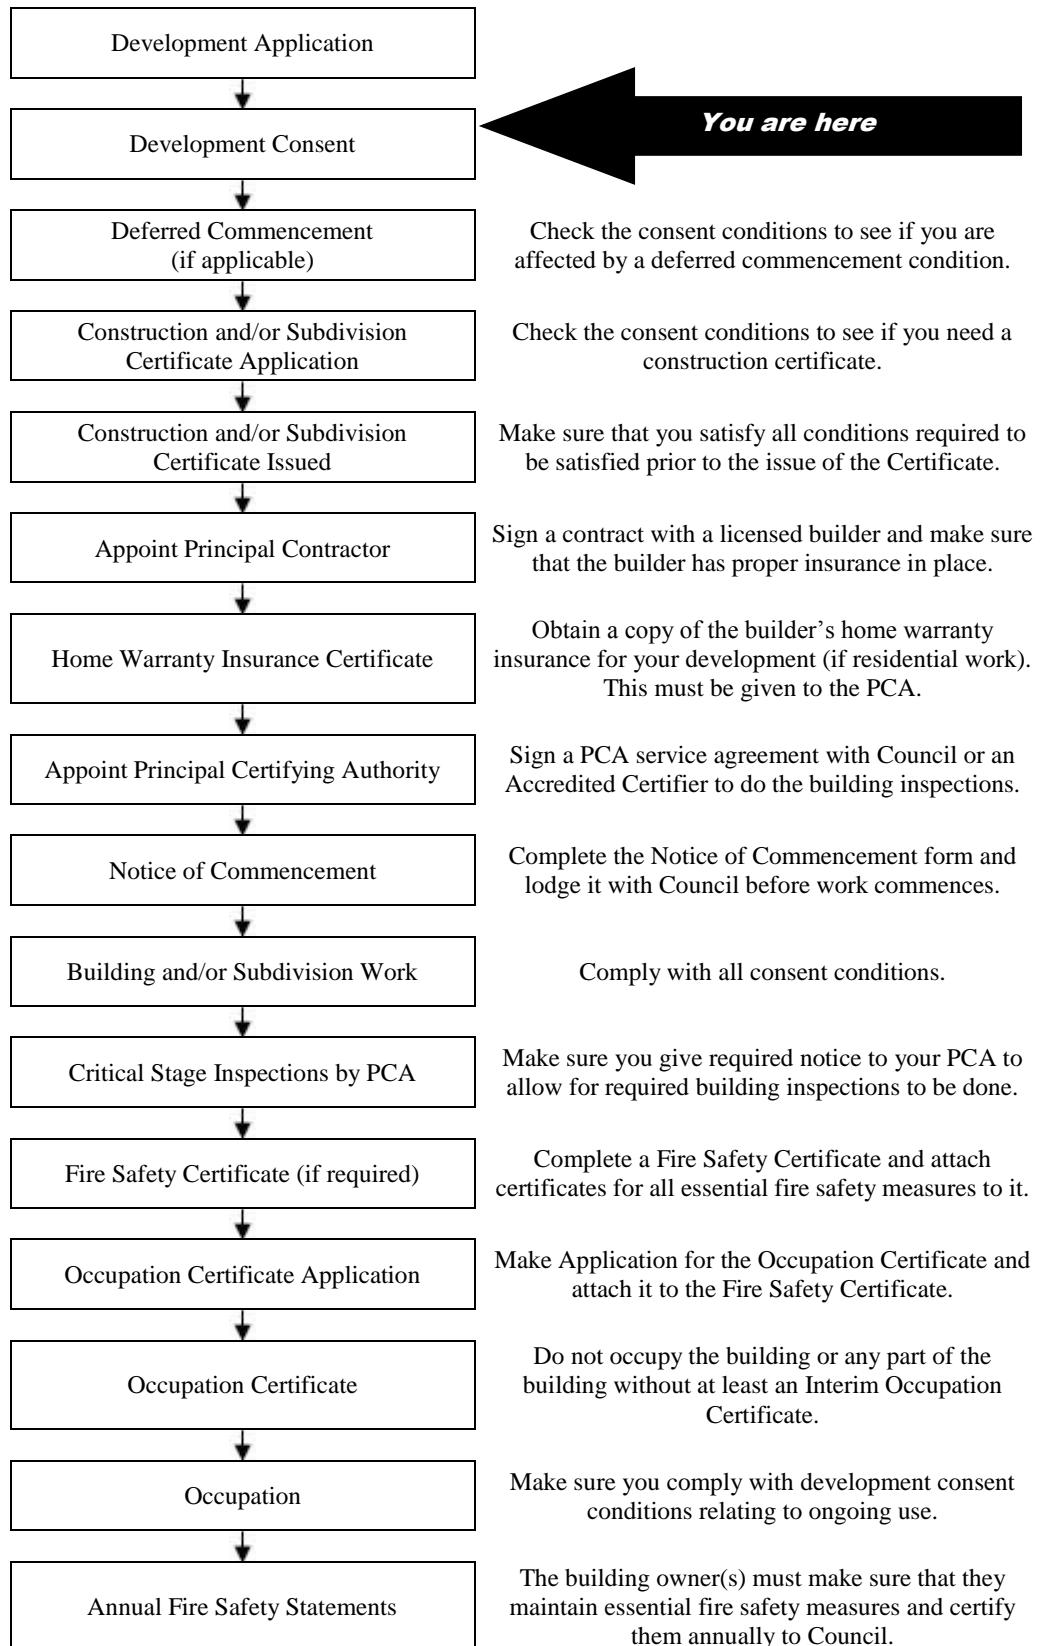 Development Application
You are here
Development Consent
Deferred Commencement
(if applicable)
Check the consent conditions to see if you are
affected by a deferred commencement condition.
Construction and/or Subdivision
Certificate Application
Check the consent conditions to see if you need a
construction certificate.
Construction and/or Subdivision
Certificate Issued
Make sure that you satisfy all conditions required to
be satisfied prior to the issue of the Certificate.
Appoint Principal Contractor
Sign a contract with a licensed builder and make sure
that the builder has proper insurance in place.
Home Warranty Insurance Certificate
Obtain a copy of the builder’s home warranty
insurance for your development (if residential work).
This must be given to the PCA.
Appoint Principal Certifying Authority
Sign a PCA service agreement with Council or an
Accredited Certifier to do the building inspections.
Notice of Commencement
Complete the Notice of Commencement form and
lodge it with Council before work commences.
Building and/or Subdivision Work
Comply with all consent conditions.
Critical Stage Inspections by PCA
Make sure you give required notice to your PCA to
allow for required building inspections to be done.
Fire Safety Certificate (if required)
Complete a Fire Safety Certificate and attach
certificates for all essential fire safety measures to it.
Occupation Certificate Application
Make Application for the Occupation Certificate and
attach it to the Fire Safety Certificate.
Occupation Certificate
Do not occupy the building or any part of the
building without at least an Interim Occupation
Certificate.
Occupation
Make sure you comply with development consent
conditions relating to ongoing use.
Annual Fire Safety Statements
The building owner(s) must make sure that they
maintain essential fire safety measures and certify
them annually to Council.